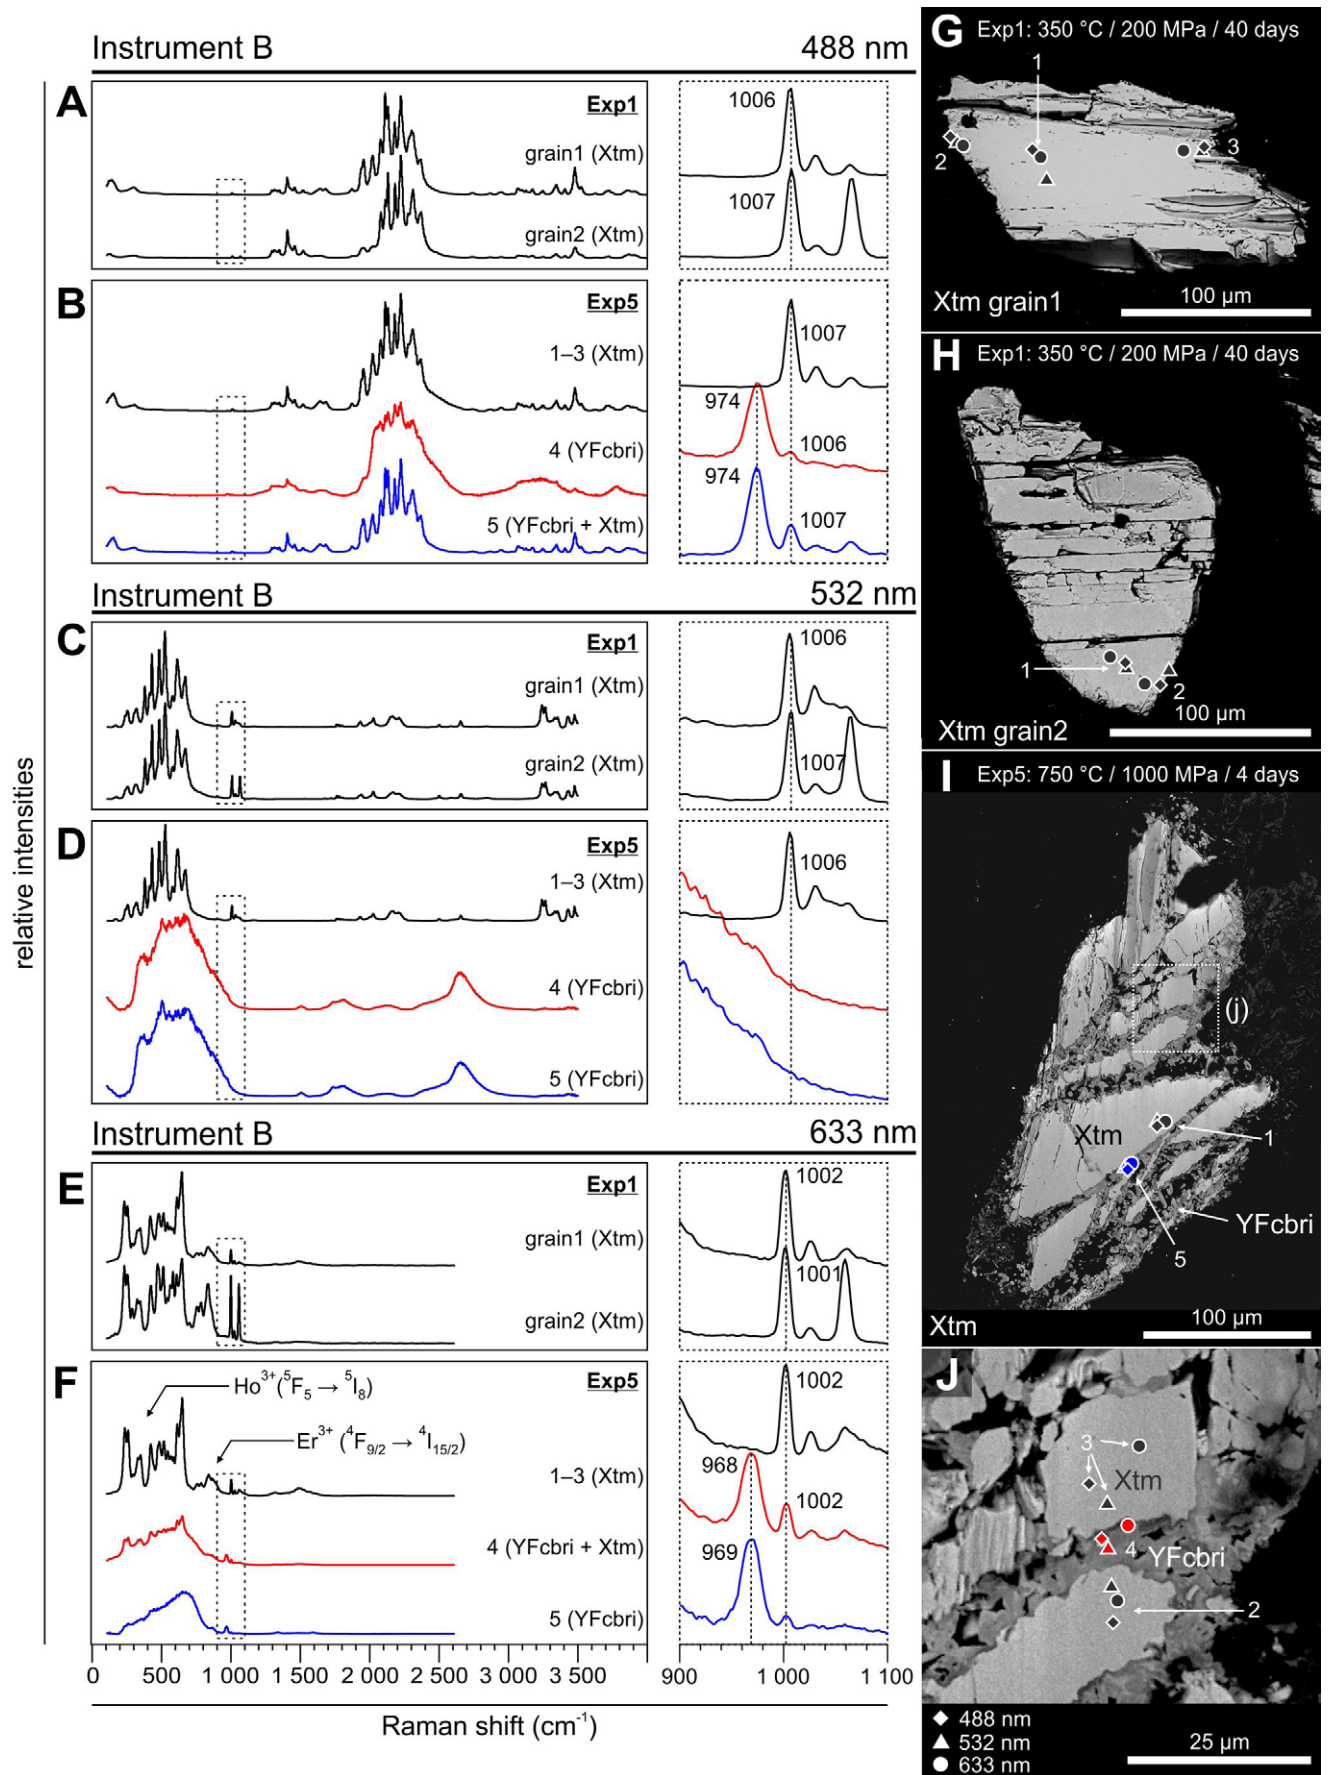 Instrument B 488 nm
A Exp1
grain1 (Xtm)
grain2 (Xtm)
1006
1007
B Exp5
1–3 (Xtm)
4 (YFcbri)
5 (YFcbri + Xtm)
1007
974
1006
974
1007
Instrument B 532 nm
C Exp1
grain1 (Xtm)
grain2 (Xtm)
1006
1007
D Exp5
1–3 (Xtm)
4 (YFcbri)
5 (YFcbri)
1006
Instrument B 633 nm
E Exp1
grain1 (Xtm)
grain2 (Xtm)
1002
1001
F Exp5
Ho³⁺(⁵F₅ → ⁵I₈)
Er³⁺ (⁴F₉/₂ → ⁴I₁₅/₂)
1–3 (Xtm)
4 (YFcbri + Xtm)
5 (YFcbri)
1002
968
1002
969
0 500 1 000 1 500 2 000 2 500 3 000 3 500
900 1 000 1 100
Raman shift (cm⁻¹)
relative intensities
G Exp1: 350 °C / 200 MPa / 40 days
1
2
3
Xtm grain1
100 µm
H Exp1: 350 °C / 200 MPa / 40 days
1
2
Xtm grain2
100 µm
I Exp5: 750 °C / 1000 MPa / 4 days
(j)
Xtm
1
YFcbri
5
Xtm
100 µm
J
3
Xtm
4 YFcbri
2
488 nm
532 nm
633 nm
25 µm